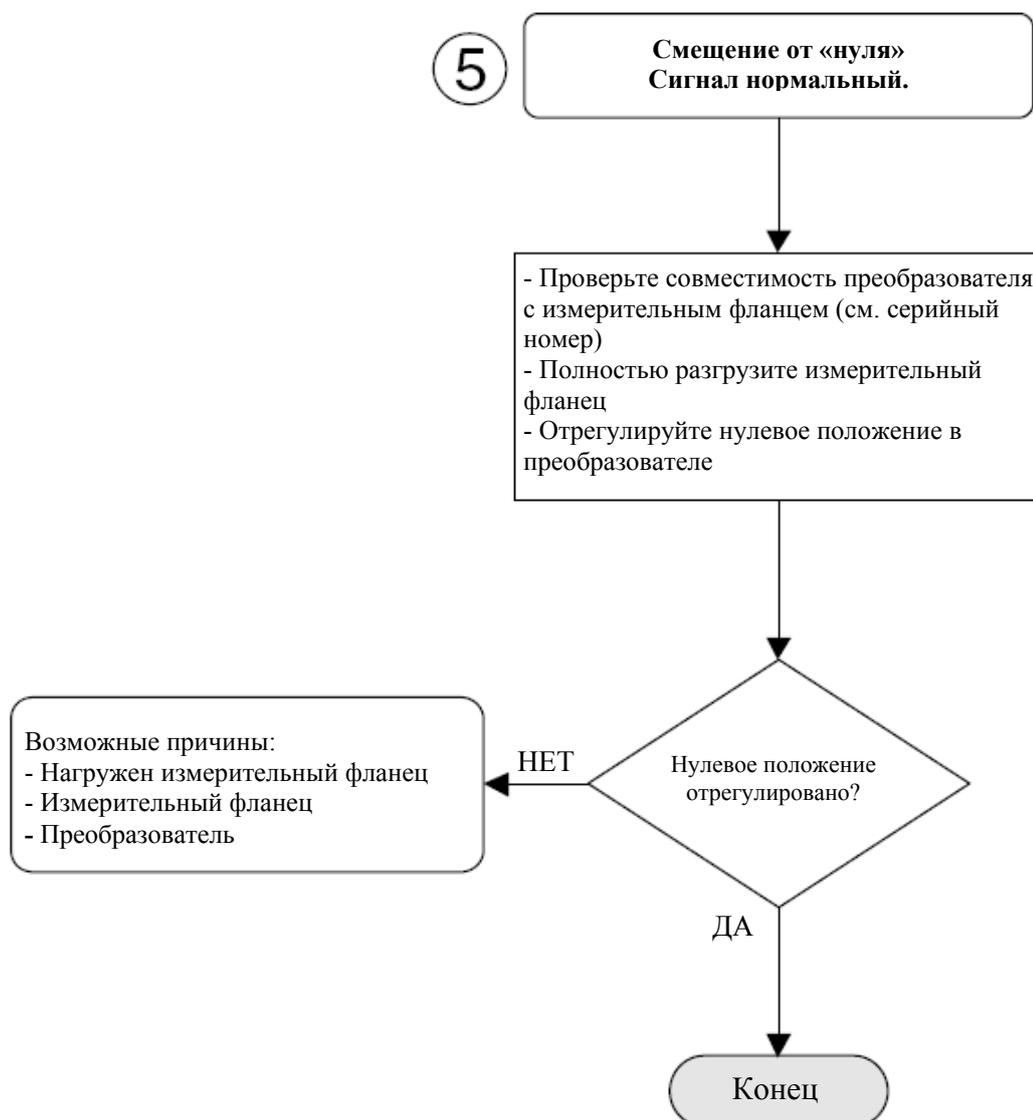 5
Смещение от «нуля»
Сигнал нормальный.
- Проверьте совместимость преобразователя
с измерительным фланцем (см. серийный
номер)
- Полностью разгрузите измерительный
фланец
- Отрегулируйте нулевое положение в
преобразователе
Нулевое положение
отрегулировано?
НЕТ
Возможные причины:
- Нагружен измерительный фланец
- Измерительный фланец
- Преобразователь
ДА
Конец